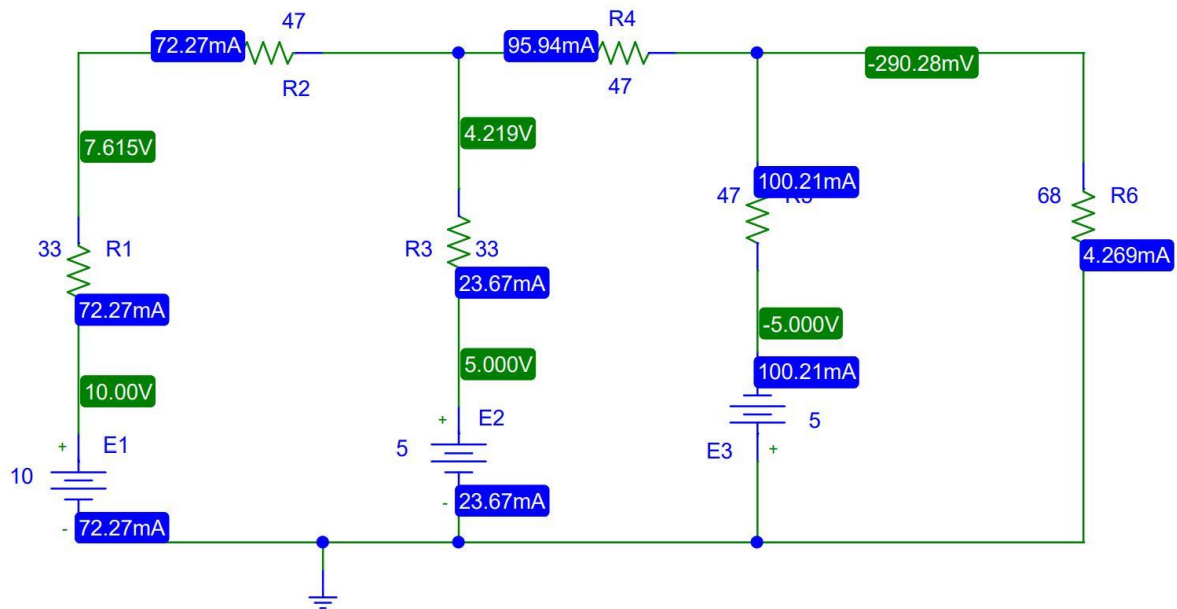 47
R4
72.27mA
95.94mA
-290.28mV
R2
47
7.615V
4.219V
100.21mA
47
68
R6
33
R1
R3
33
4.269mA
72.27mA
23.67mA
-5.000V
5.000V
100.21mA
10.00V
+
E2
5
+
E1
5
E3
+
10
-
23.67mA
-
72.27mA